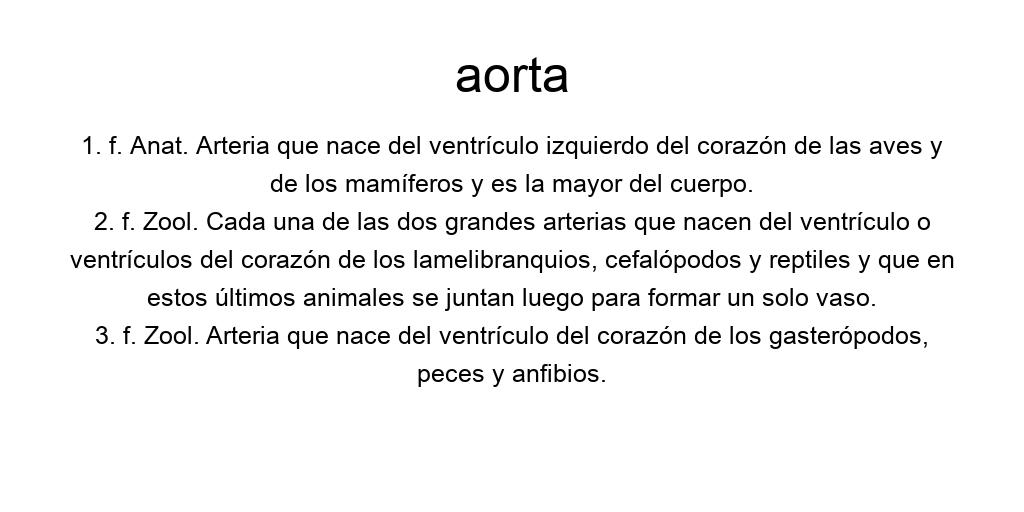 aorta
1. f. Anat. Arteria que nace del ventrículo izquierdo del corazón de las aves y
de los mamíferos y es la mayor del cuerpo.
2. f. Zool. Cada una de las dos grandes arterias que nacen del ventrículo o
ventrículos del corazón de los lamelibranquios, cefalópodos y reptiles y que en
estos últimos animales se juntan luego para formar un solo vaso.
3. f. Zool. Arteria que nace del ventrículo del corazón de los gasterópodos,
peces y anfibios.